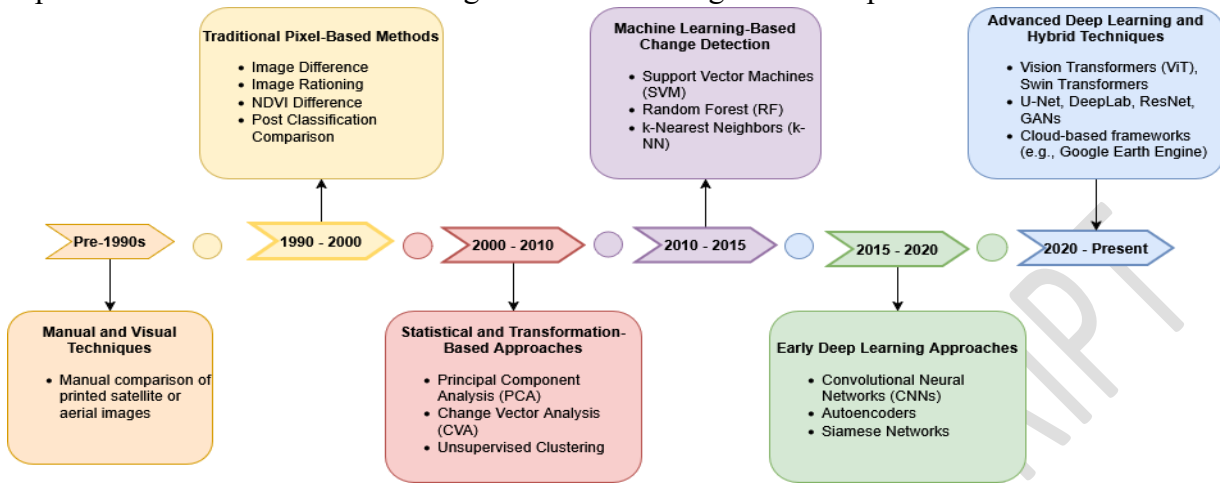 Traditional Pixel-Based Methods
• Image Difference
• Image Rationing
• NDVI Difference
• Post Classification
Comparison
Machine Learning-Based
Change Detection
• Support Vector Machines
(SVM)
• Random Forest (RF)
• k-Nearest Neighbors (k-
NN)
Advanced Deep Learning and
Hybrid Techniques
• Vision Transformers (ViT),
Swin Transformers
• U-Net, DeepLab, ResNet,
GANs
• Cloud-based frameworks
(e.g., Google Earth Engine)
Pre-1990s
1990 - 2000
2000 - 2010
2010 - 2015
2015 - 2020
2020 - Present
Manual and Visual
Techniques
• Manual comparison of
printed satellite or
aerial images
Statistical and Transformation-
Based Approaches
• Principal Component
Analysis (PCA)
• Change Vector Analysis
(CVA)
• Unsupervised Clustering
Early Deep Learning Approaches
• Convolutional Neural
Networks (CNNs)
• Autoencoders
• Siamese Networks